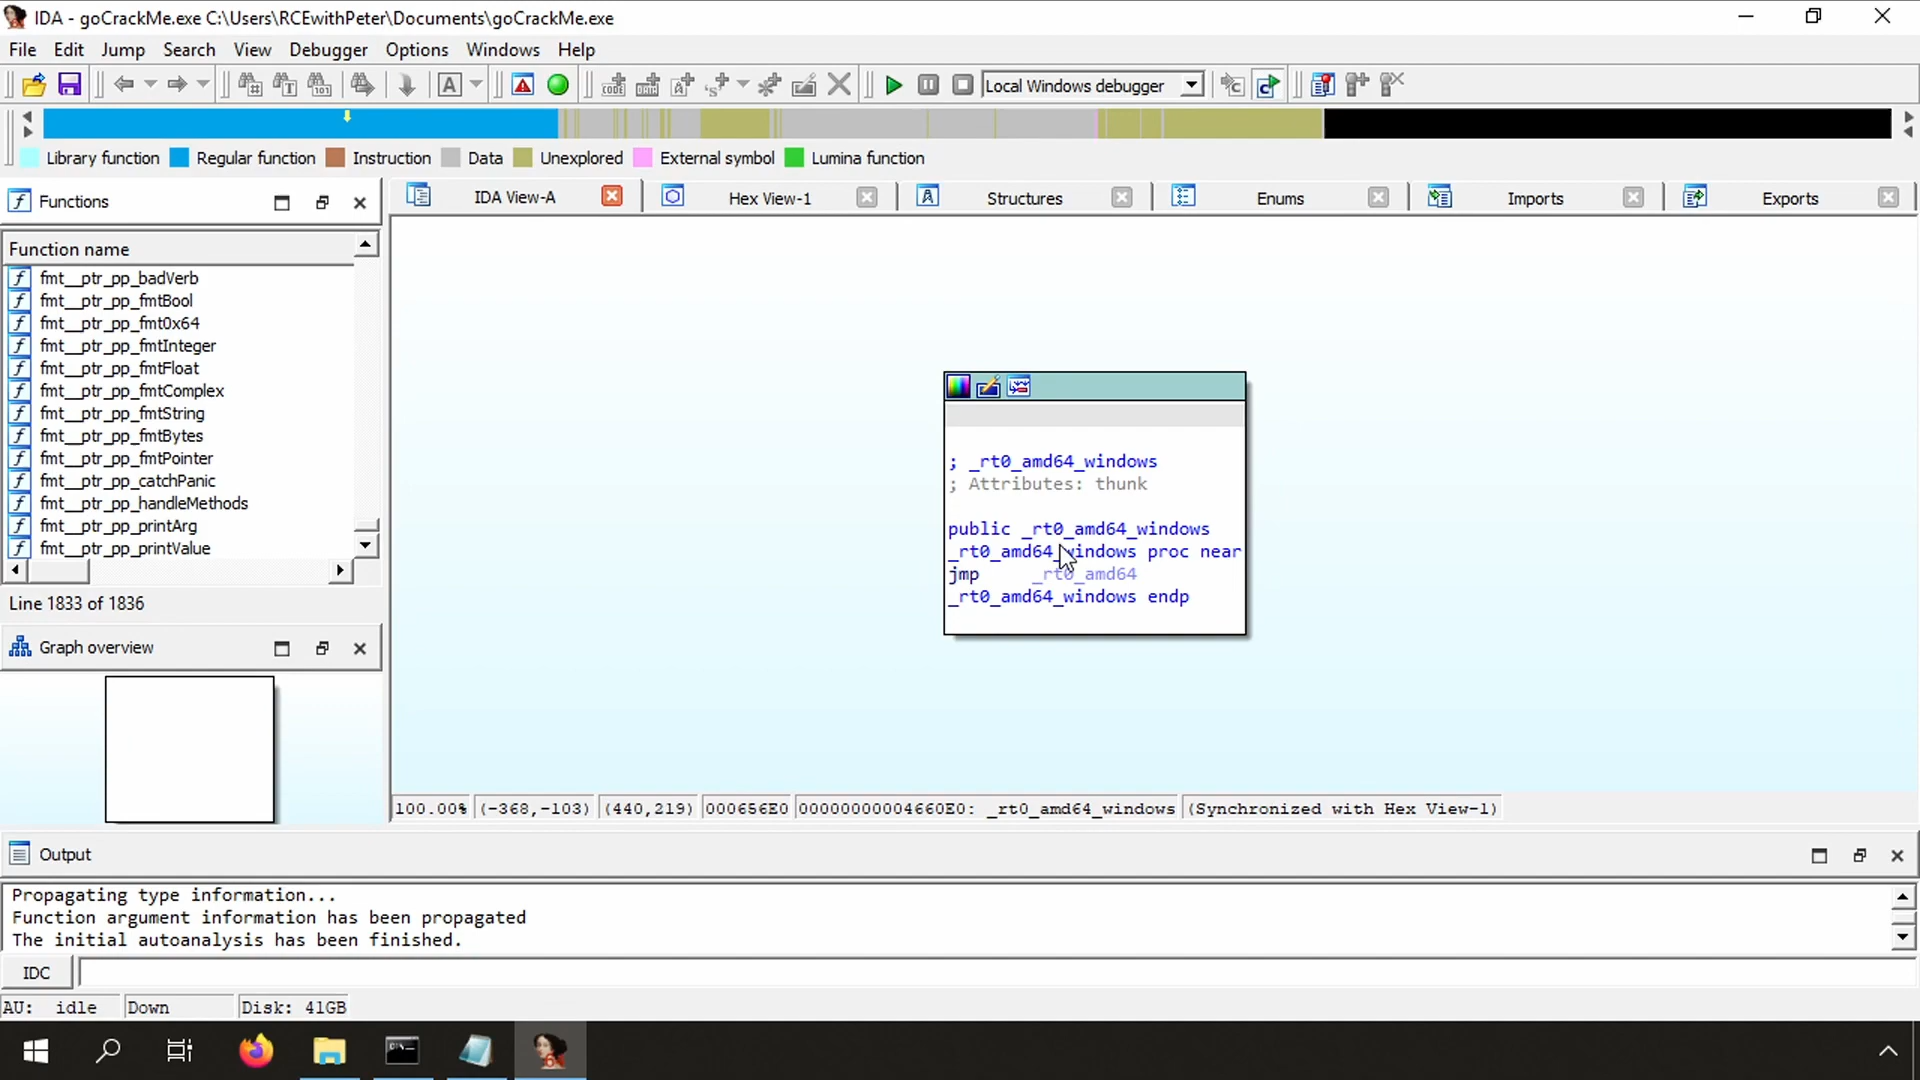 IDA - goCrackMe.exe C:\Users\RCEwithPeter\Documents\goCrackMe.exe
File Edit Jump Search View Debugger Options Windows Help
Local Windows debugger
Library function Regular function Instruction Data Unexplored External symbol Lumina function
Functions
Function name
fmt__ptr_pp_badVerb
fmt__ptr_pp_fmtBool
fmt__ptr_pp_fmt0x64
fmt__ptr_pp_fmtInteger
fmt__ptr_pp_fmtFloat
fmt__ptr_pp_fmtComplex
fmt__ptr_pp_fmtString
fmt__ptr_pp_fmtBytes
fmt__ptr_pp_fmtPointer
fmt__ptr_pp_catchPanic
fmt__ptr_pp_handleMethods
fmt__ptr_pp_printArg
fmt__ptr_pp_printValue
Line 1833 of 1836
Graph overview
IDA View-A Hex View-1 Structures Enums Imports Exports
; _rt0_amd64_windows
; Attributes: thunk
public _rt0_amd64_windows
_rt0_amd64_windows proc near
jmp _rt0_amd64
_rt0_amd64_windows endp
100.00% (-368,-103) (440,219) 000656E0 00000000004660E0: _rt0_amd64_windows (Synchronized with Hex View-1)
Output
Propagating type information...
Function argument information has been propagated
The initial autoanalysis has been finished.
IDC
AU: idle Down Disk: 41GB